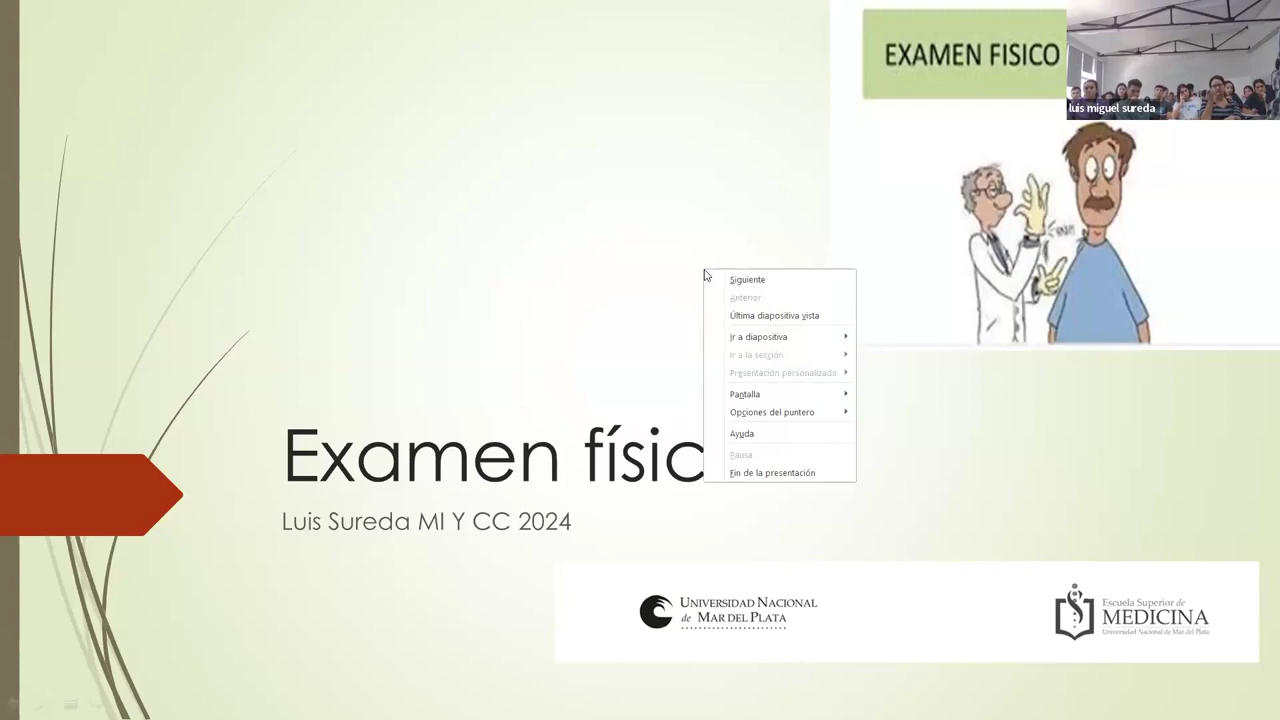 EXAMEN FISICO
luis miguel sureda
Siguiente
Anterior
Última diapositiva vista
Ir a diapositiva
Ir a la sección
Presentación personalizada
Pantalla
Opciones del puntero
Ayuda
Pausa
Fin de la presentación
Examen físic
Luis Sureda MI Y CC 2024
UNIVERSIDAD NACIONAL
de MAR DEL PLATA
Escuela Superior de
MEDICINA
Universidad Nacional de Mar del Plata